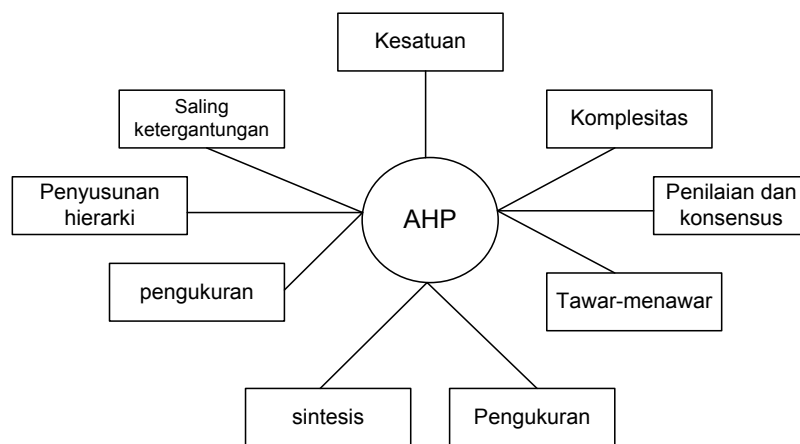 Kesatuan
Saling
ketergantungan
Komplesitas
Penyusunan
hierarki
AHP
Penilaian dan
konsensus
pengukuran
Tawar-menawar
sintesis
Pengukuran